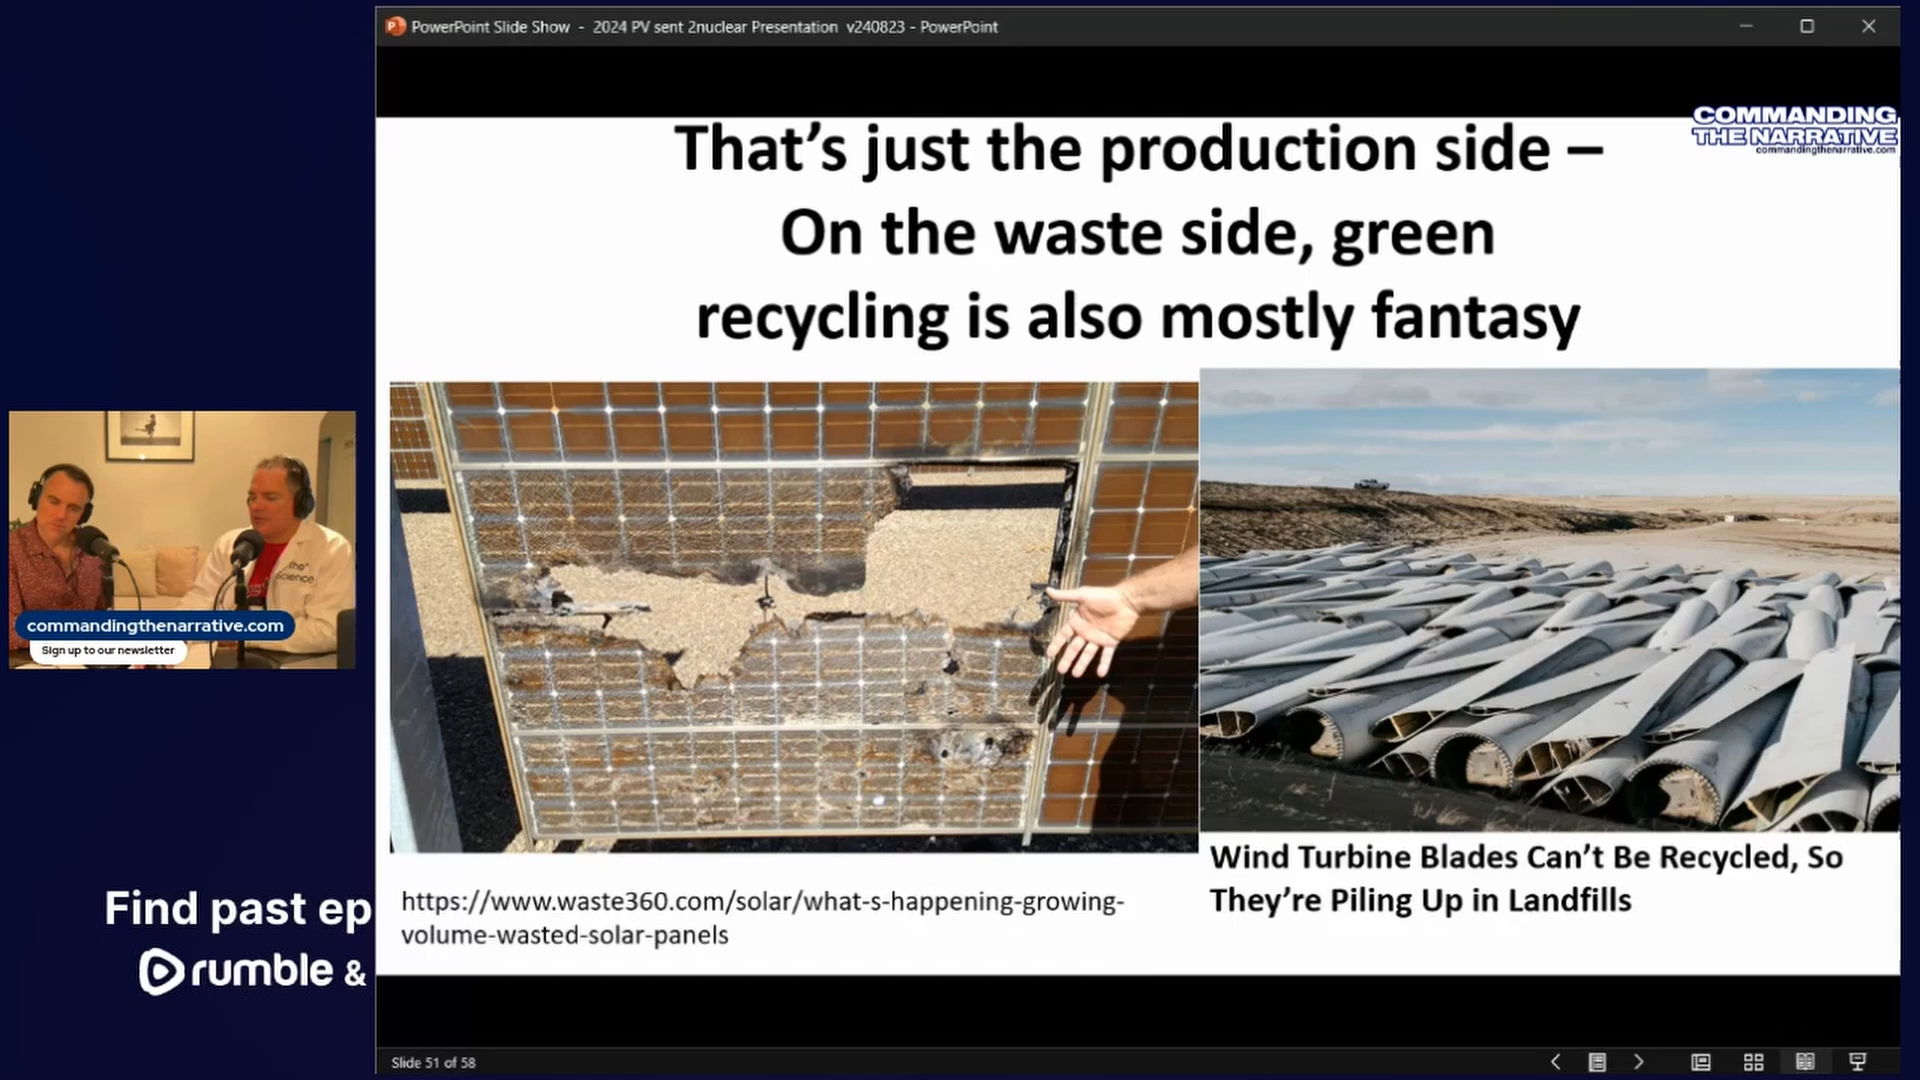 PowerPoint Slide Show - 2024 PV sent 2nuclear Presentation v240823 - PowerPoint
COMMANDING
THE NARRATIVE
commandingthenarrative.com
That's just the production side –
On the waste side, green
recycling is also mostly fantasy
the
Science
commandingthenarrative.com
Sign up to our newsletter
https://www.waste360.com/solar/what-s-happening-growing-
volume-wasted-solar-panels
Wind Turbine Blades Can't Be Recycled, So
They're Piling Up in Landfills
Find past ep
rumble &
Slide 51 of 58